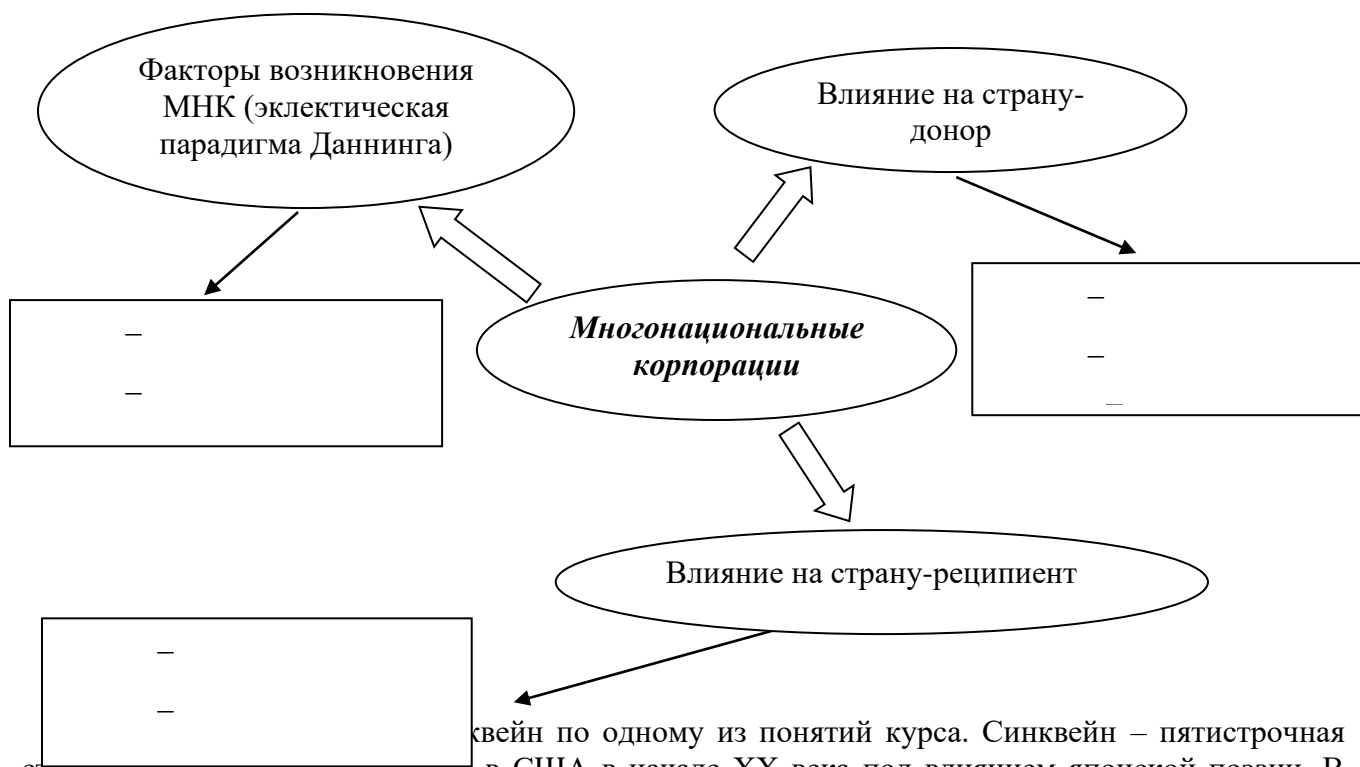 Факторы возникновения
МНК (эклектическая
парадигма Даннинга)
Влияние на страну-
донор
–
–
–
–
–
Многонациональные
корпорации
Влияние на страну-реципиент
–
–
квейн по одному из понятий курса. Синквейн – пятистрочная
в США в начале XX века под влиянием японской поэзии. В